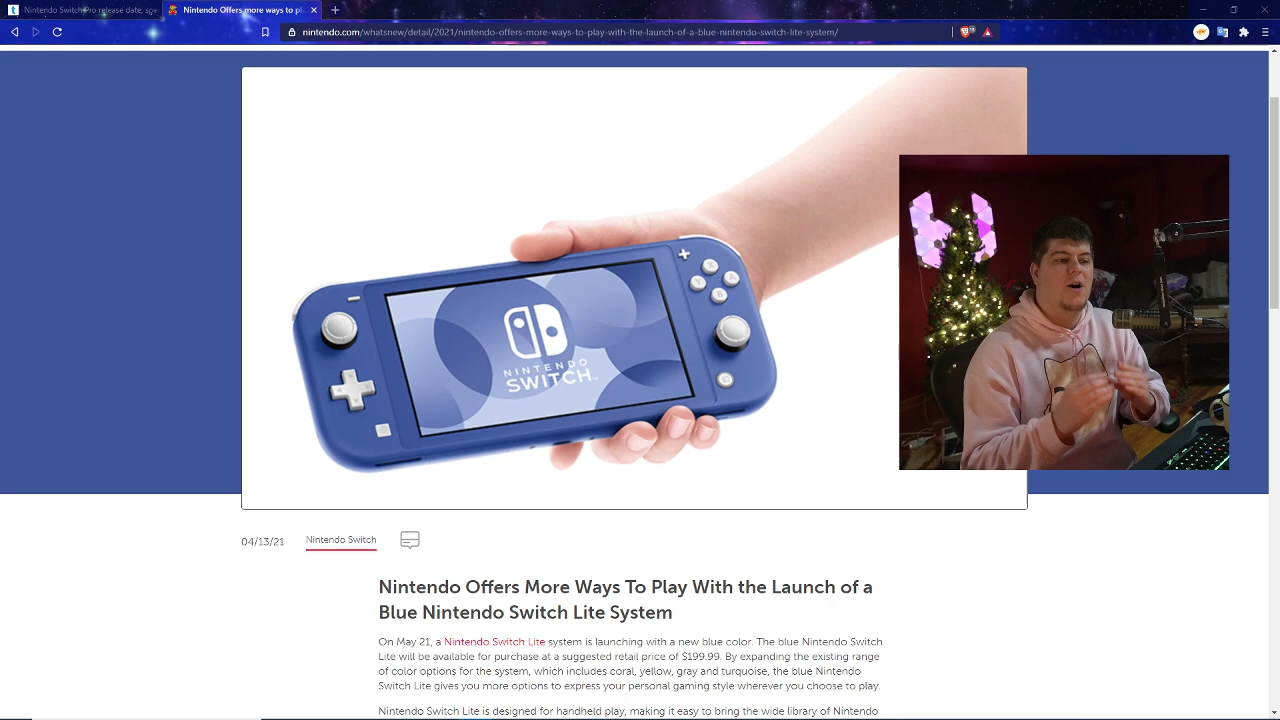 Nintendo Switch Pro release date, sp
Nintendo Offers more ways to pl
nintendo.com/whatsnew/detail/2021/nintendo-offers-more-ways-to-play-with-the-launch-of-a-blue-nintendo-switch-lite-system/
X
Y A
B
NINTENDO
SWITCH
04/13/21 Nintendo Switch
Nintendo Offers More Ways To Play With the Launch of a
Blue Nintendo Switch Lite System
On May 21, a Nintendo Switch Lite system is launching with a new blue color. The blue Nintendo Switch
Lite will be available for purchase at a suggested retail price of $199.99. By expanding the existing range
of color options for the system, which includes coral, yellow, gray and turquoise, the blue Nintendo
Switch Lite gives you more options to express your personal gaming style wherever you choose to play.
Nintendo Switch Lite is designed for handheld play, making it easy to bring the wide library of Nintendo